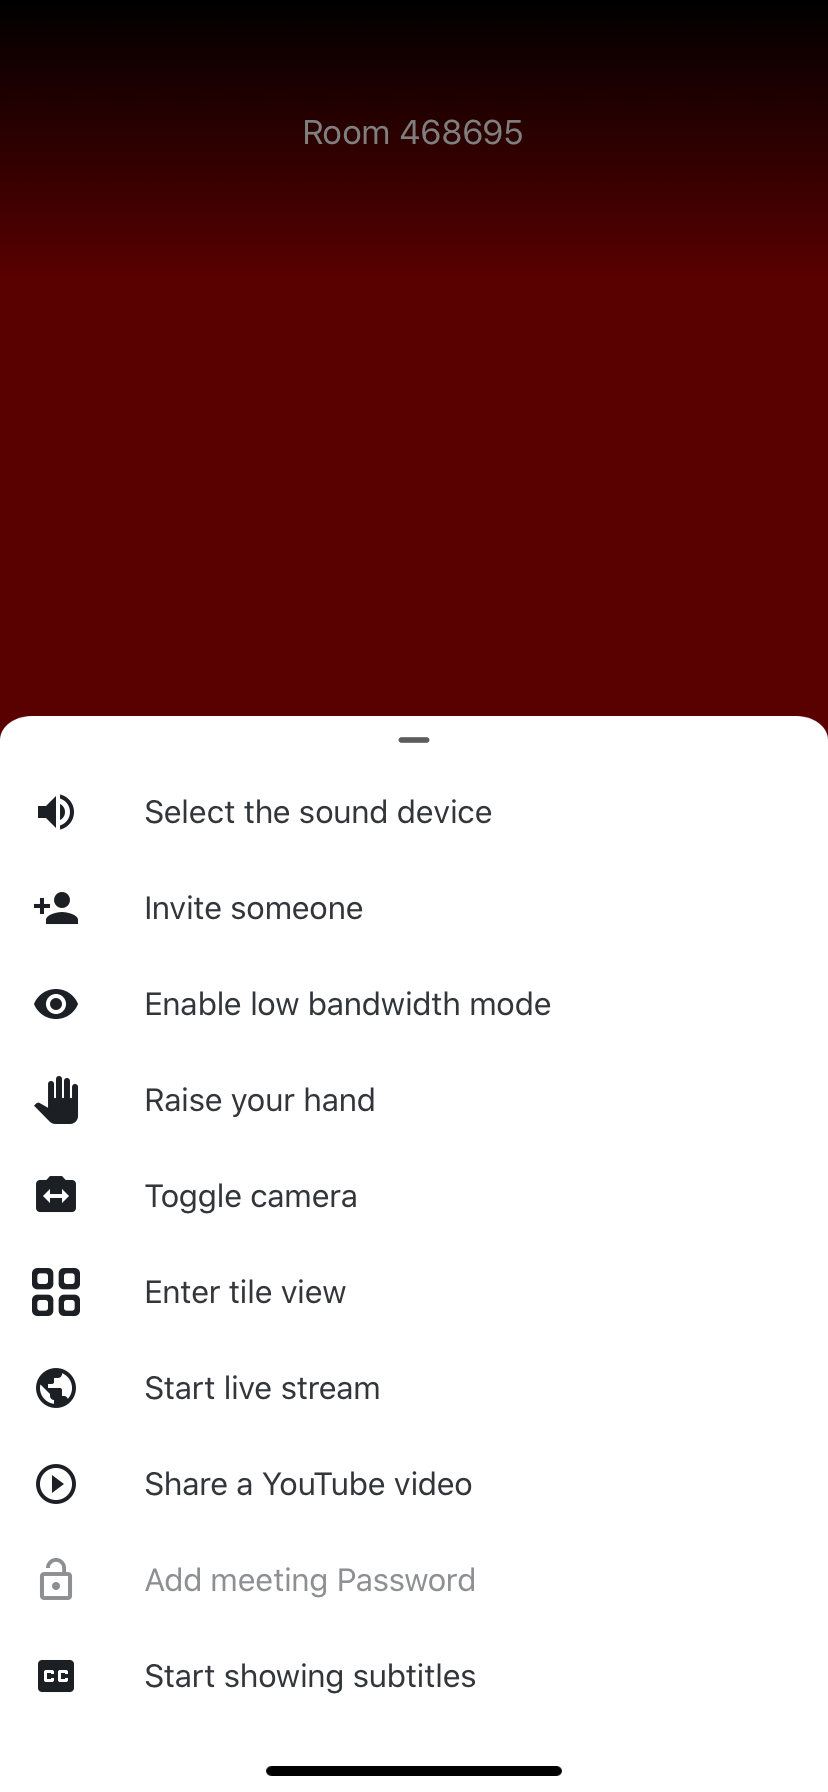 Room 468695
Select the sound device
Invite someone
Enable low bandwidth mode
Raise your hand
Toggle camera
Enter tile view
Start live stream
Share a YouTube video
Add meeting Password
CC Start showing subtitles